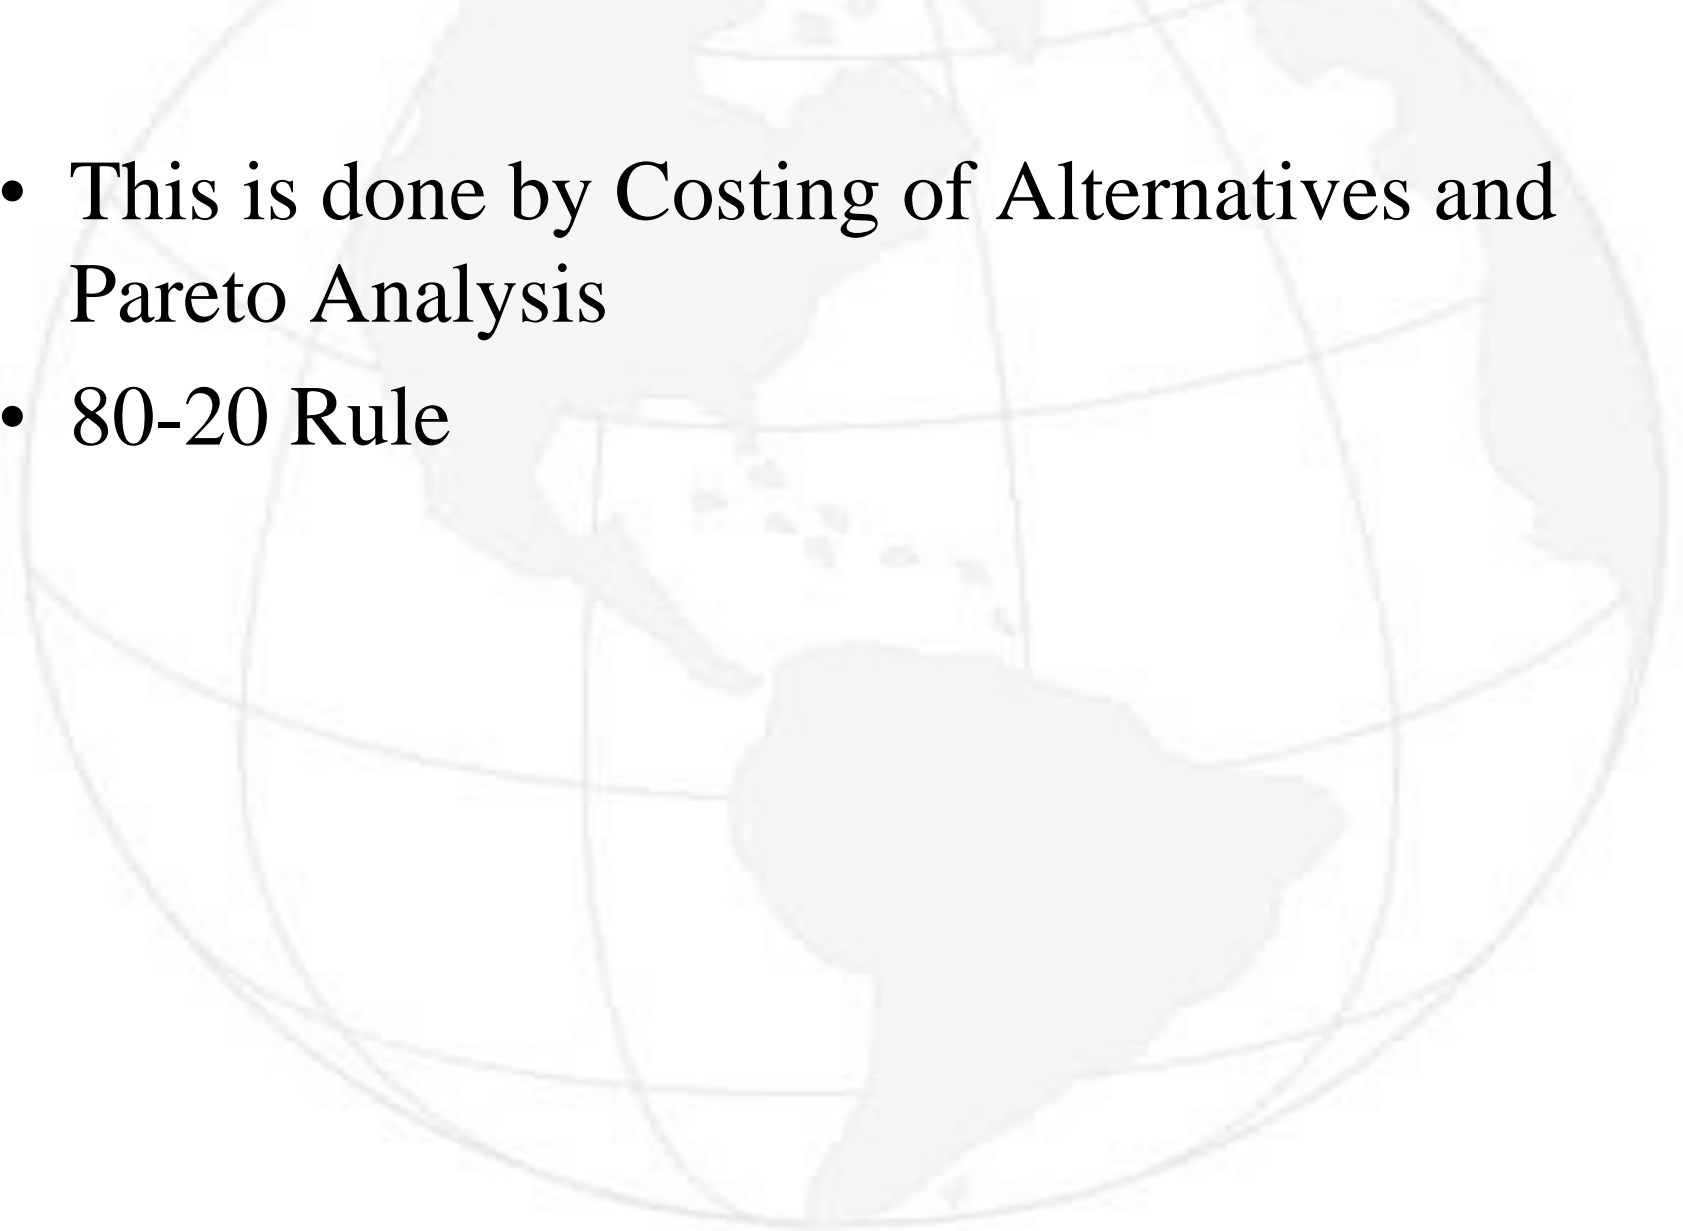 • This is done by Costing of Alternatives and
Pareto Analysis
• 80-20 Rule